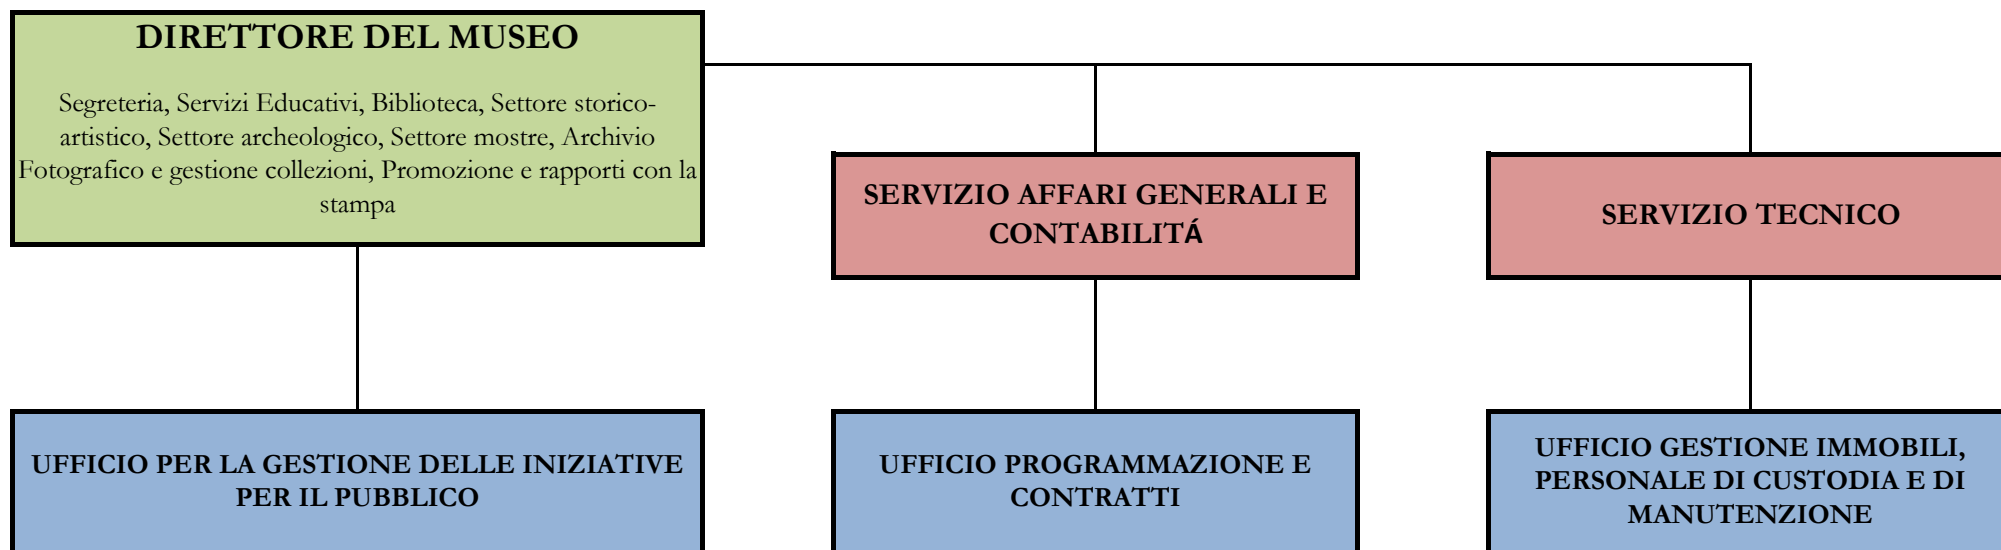 DIRETTORE DEL MUSEO
Segreteria, Servizi Educativi, Biblioteca, Settore storico-
artistico, Settore archeologico, Settore mostre, Archivio
Fotografico e gestione collezioni, Promozione e rapporti con la
stampa
SERVIZIO AFFARI GENERALI E
CONTABILITÁ
SERVIZIO TECNICO
UFFICIO PER LA GESTIONE DELLE INIZIATIVE
PER IL PUBBLICO
UFFICIO PROGRAMMAZIONE E
CONTRATTI
UFFICIO GESTIONE IMMOBILI,
PERSONALE DI CUSTODIA E DI
MANUTENZIONE